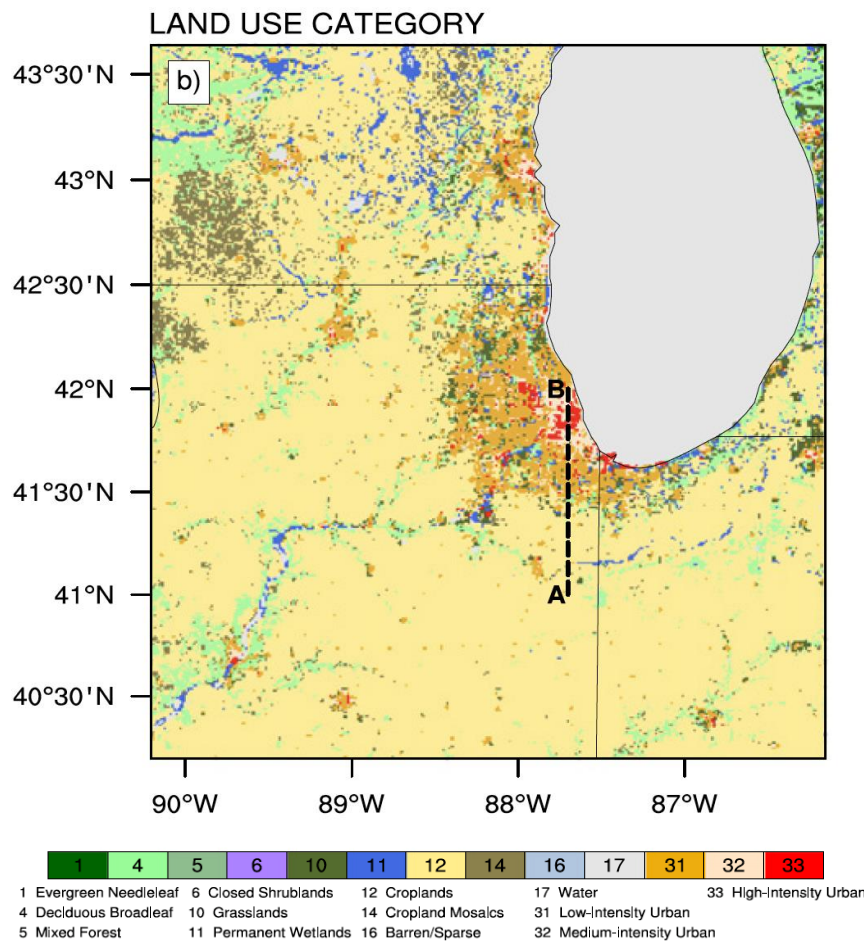 LAND USE CATEGORY
b)
43°30'N
43°N
42°30'N
42°N
41°30'N
41°N
40°30'N
B
A
90°W 89°W 88°W 87°W
1 4 5 6 10 11 12 14 16 17 31 32 33
1 Evergreen Needleleaf 6 Closed Shrublands 12 Croplands 17 Water 33 High-Intensity Urban
4 Deciduous Broadleaf 10 Grasslands 14 Cropland Mosaics 31 Low-Intensity Urban
5 Mixed Forest 11 Permanent Wetlands 16 Barren/Sparse 32 Medium-intensity Urban